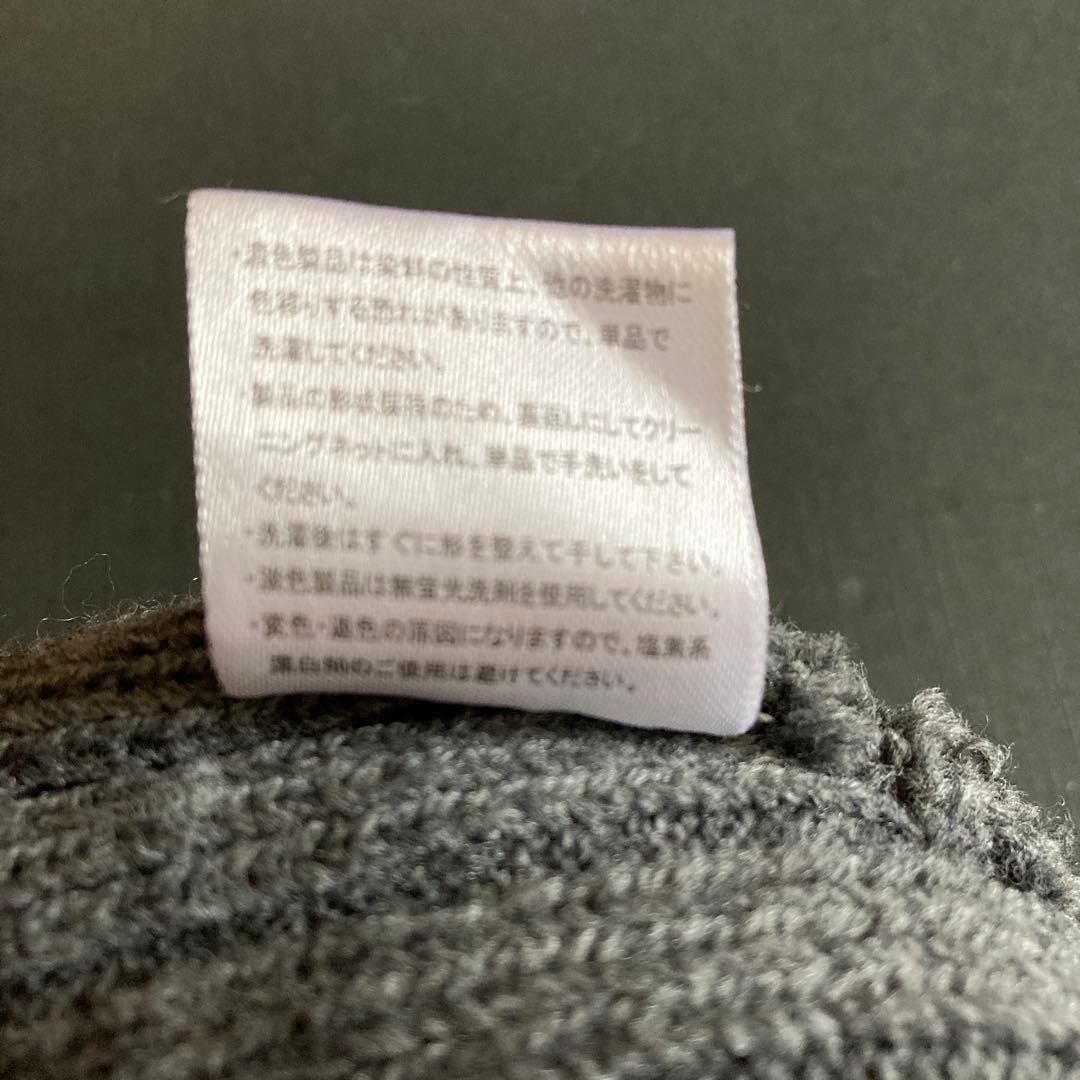 ・濃色製品は染料の性質上、他の洗濯物に
色移りする恐れがありますので、単品で
洗濯してください。
・製品の形状保持のため、裏返しにしてクリー
ニングネットに入れ、単品で手洗いをして
ください。
・洗濯後はすぐに形を整えて干して下さい。
・淡色製品は無蛍光洗剤を使用してください。
・変色・退色の原因になりますので、塩素系
漂白剤のご使用は避けてください。